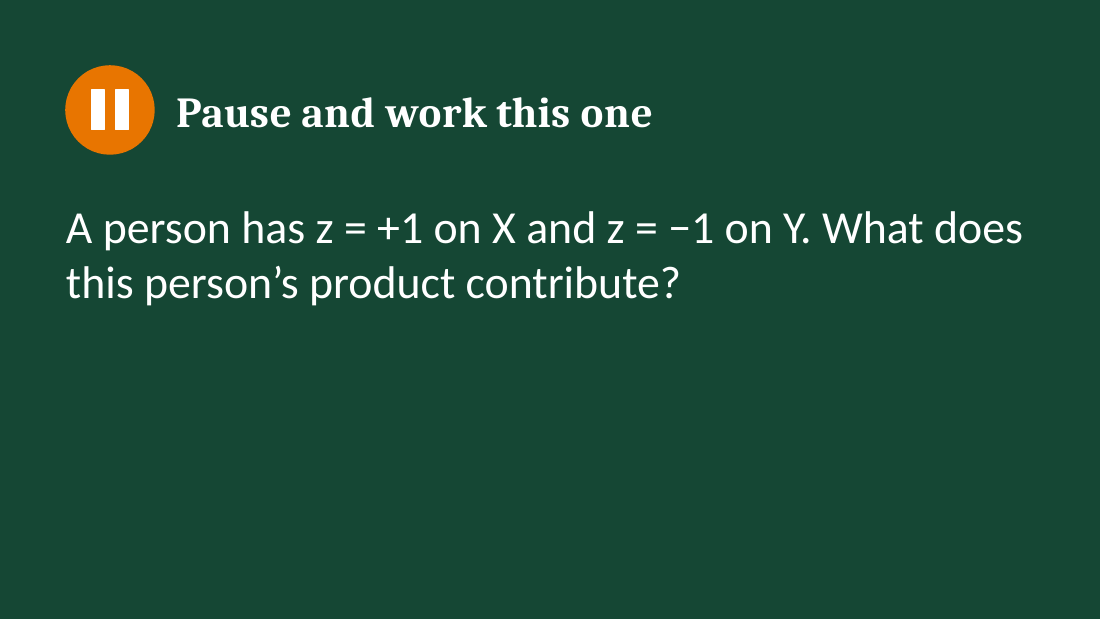 Pause and work this one
A person has z = +1 on X and z = −1 on Y. What does
this person’s product contribute?